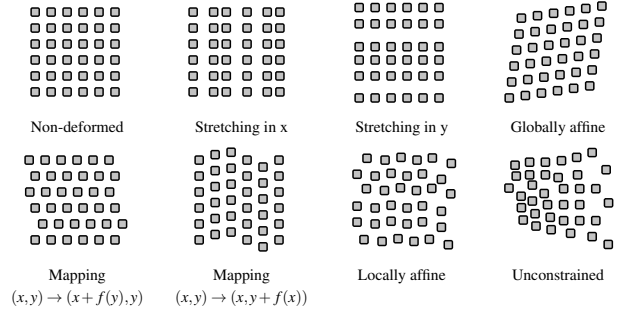 Non-deformed
Stretching in x
Stretching in y
Globally affine
Mapping
(x,y) → (x + f(y),y)
Mapping
(x,y) → (x,y + f(x))
Locally affine
Unconstrained